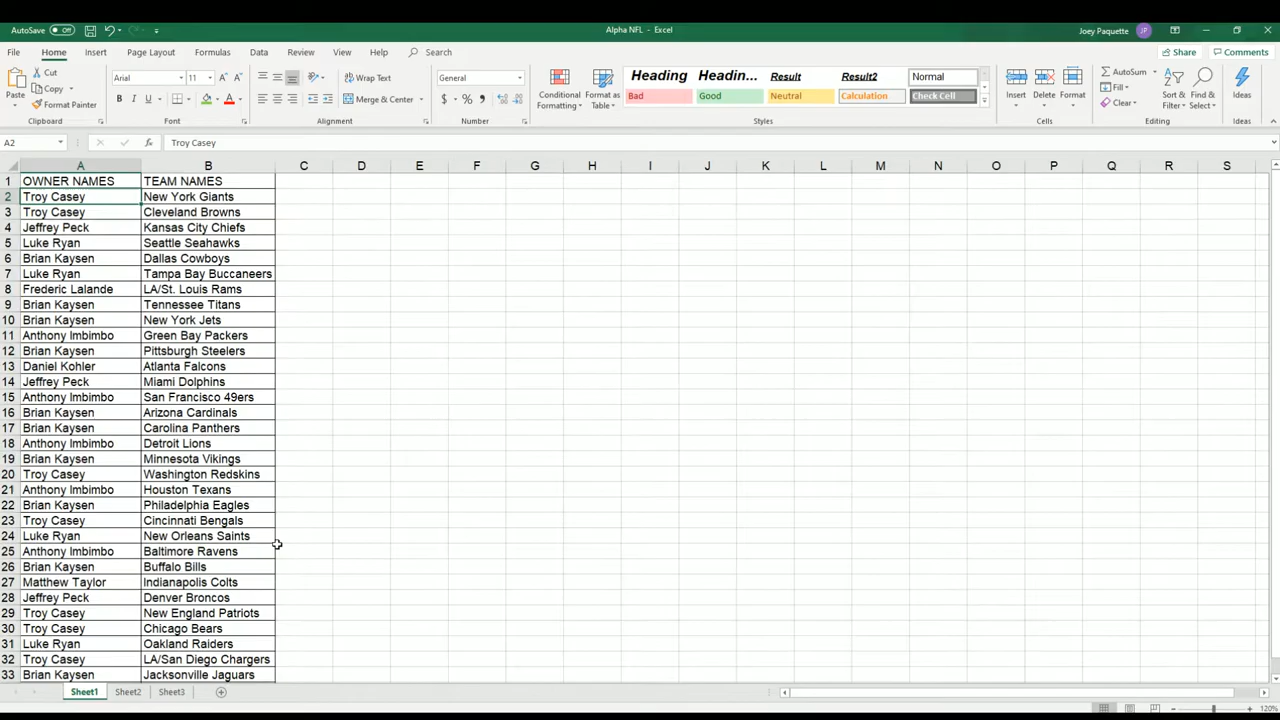 AutoSave Off
Alpha NFL - Excel
Joey Paquette JP
File Home Insert Page Layout Formulas Data Review View Help Search
Share Comments
Paste
Cut
Copy
Format Painter
Clipboard
Arial 11
B I U
Font
Wrap Text
Merge & Center
Alignment
General
$ % ,
Number
Conditional Formatting
Format as Table
Heading Headin... Result Result2 Normal
Bad Good Neutral Calculation Check Cell
Styles
Insert Delete Format
Cells
AutoSum
Fill
Clear
Sort & Filter
Find & Select
Editing
Ideas
Ideas
A2 fx Troy Casey
A B C D E F G H I J K L M N O P Q R S
1 OWNER NAMES TEAM NAMES
2 Troy Casey New York Giants
3 Troy Casey Cleveland Browns
4 Jeffrey Peck Kansas City Chiefs
5 Luke Ryan Seattle Seahawks
6 Brian Kaysen Dallas Cowboys
7 Luke Ryan Tampa Bay Buccaneers
8 Frederic Lalande LA/St. Louis Rams
9 Brian Kaysen Tennessee Titans
10 Brian Kaysen New York Jets
11 Anthony Imbimbo Green Bay Packers
12 Brian Kaysen Pittsburgh Steelers
13 Daniel Kohler Atlanta Falcons
14 Jeffrey Peck Miami Dolphins
15 Anthony Imbimbo San Francisco 49ers
16 Brian Kaysen Arizona Cardinals
17 Brian Kaysen Carolina Panthers
18 Anthony Imbimbo Detroit Lions
19 Brian Kaysen Minnesota Vikings
20 Troy Casey Washington Redskins
21 Anthony Imbimbo Houston Texans
22 Brian Kaysen Philadelphia Eagles
23 Troy Casey Cincinnati Bengals
24 Luke Ryan New Orleans Saints
25 Anthony Imbimbo Baltimore Ravens
26 Brian Kaysen Buffalo Bills
27 Matthew Taylor Indianapolis Colts
28 Jeffrey Peck Denver Broncos
29 Troy Casey New England Patriots
30 Troy Casey Chicago Bears
31 Luke Ryan Oakland Raiders
32 Troy Casey LA/San Diego Chargers
33 Brian Kaysen Jacksonville Jaguars
Sheet1 Sheet2 Sheet3
120%